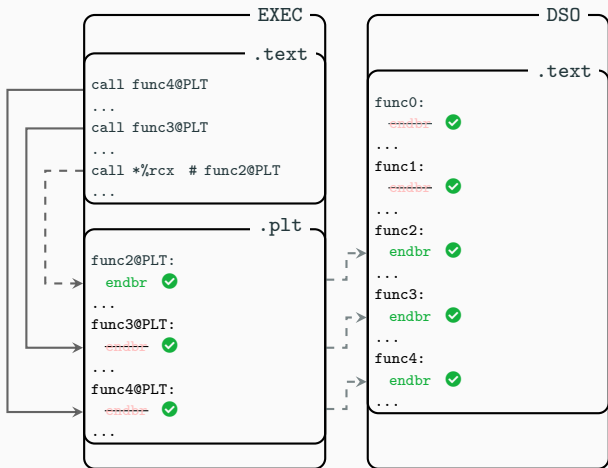 EXEC
.text
call func4@PLT
...
call func3@PLT
...
call *%rcx # func2@PLT
...
.plt
func2@PLT:
endbr
...
func3@PLT:
endbr
...
func4@PLT:
endbr
...
DSO
.text
func0:
endbr
...
func1:
endbr
...
func2:
endbr
...
func3:
endbr
...
func4:
endbr
...